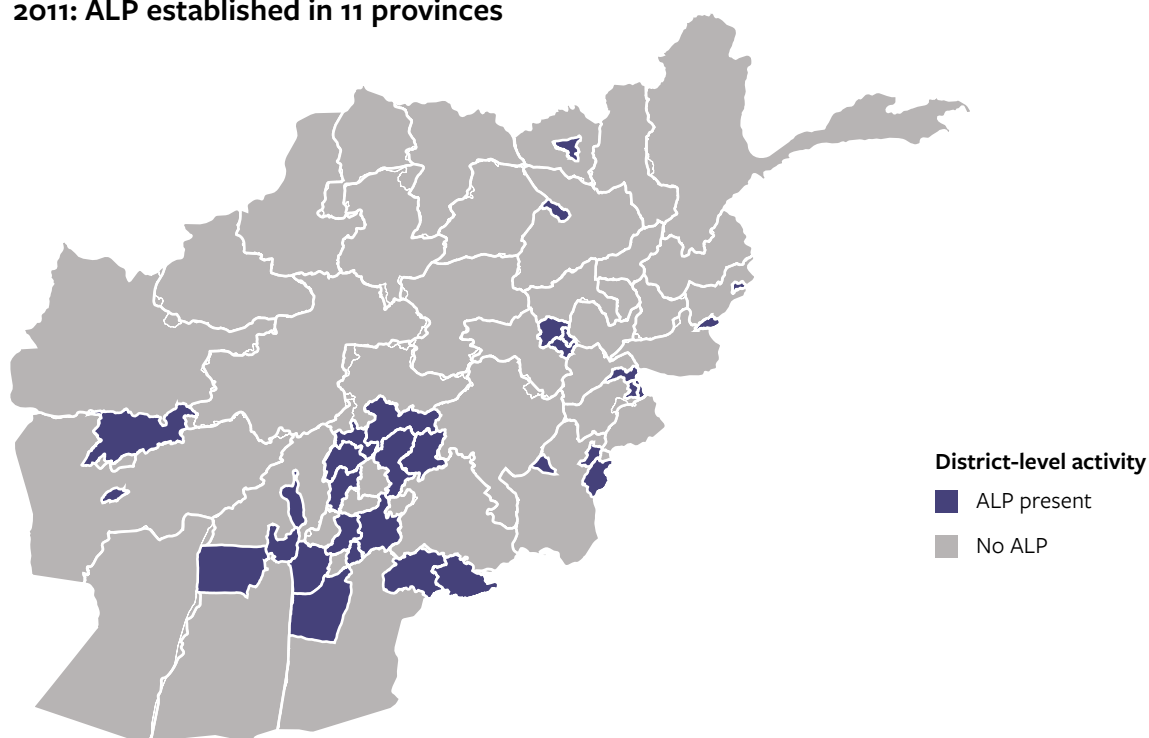 2011: ALP established in 11 provinces
District-level activity
ALP present
No ALP